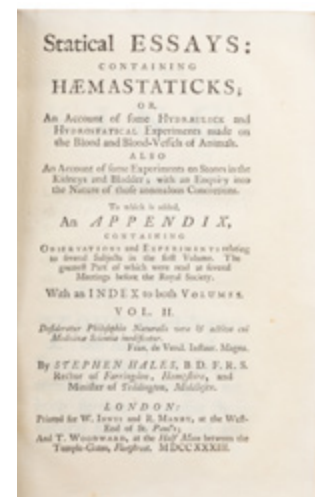 Statical ESSAYS:
CONTAINING
HÆMASTATICKS;
OR,
An Account of some HYDRAULICK and
HYDROSTATICAL Experiments made on
the Blood and Blood-Vessels of Animals.
ALSO
An Account of some Experiments on Stones in the
Kidneys and Bladder; with an Enquiry into
the Nature of those anomalous Concretions.
To which is added,
An APPENDIX,
CONTAINING
OBSERVATIONS and EXPERIMENTS relating
to several Subjects in the first Volume. The
greatest Part of which were read at several
Meetings before the Royal Society.
With an INDEX to both VOLUMES.
VOL. II.
Desideratur Philosophia Naturalis vera & activa cui
Medicinæ Scientia inædificetur.
Fran. de Verul. Instaur. Magna.
By STEPHEN HALES, B. D. F. R. S.
Rector of Farringdon, Hampshire, and
Minister of Teddington, Middlesex.
LONDON:
Printed for W. INNYS and R. MANBY, at the West-
End of St. Paul's;
And T. WOODWARD, at the Half Moon between the
Temple-Gates, Fleetstreet. MDCCXXXIII.